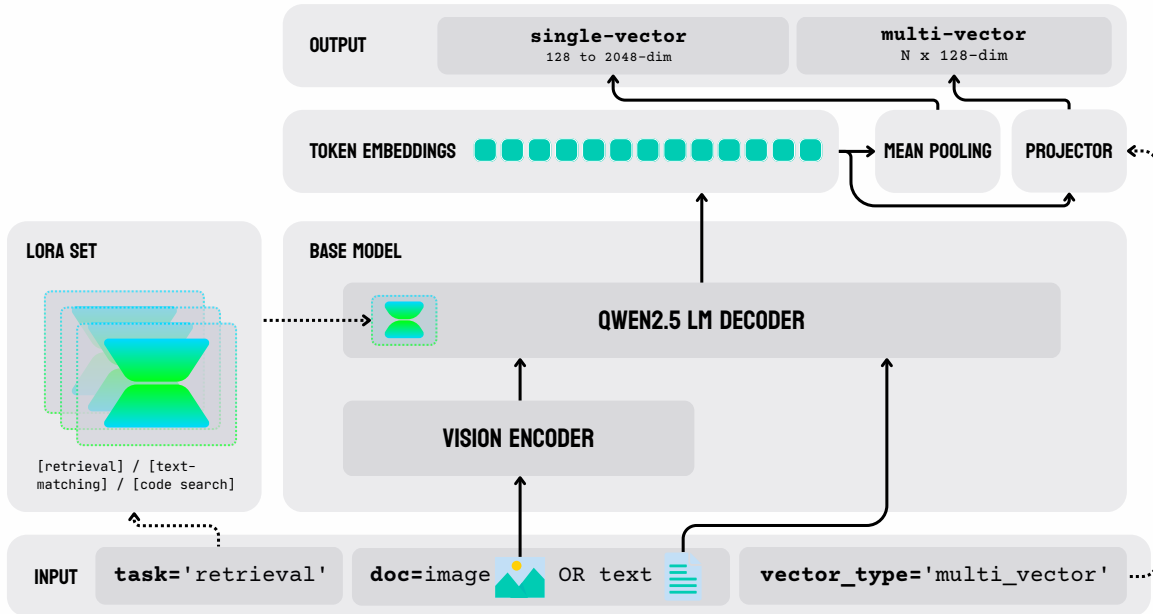 OUTPUT
single-vector
128 to 2048-dim
multi-vector
N x 128-dim
TOKEN EMBEDDINGS
MEAN POOLING
PROJECTOR
LORA SET
[retrieval] / [text-
matching] / [code search]
BASE MODEL
QWEN2.5 LM DECODER
VISION ENCODER
INPUT
task='retrieval'
doc=image OR text
vector_type='multi_vector'